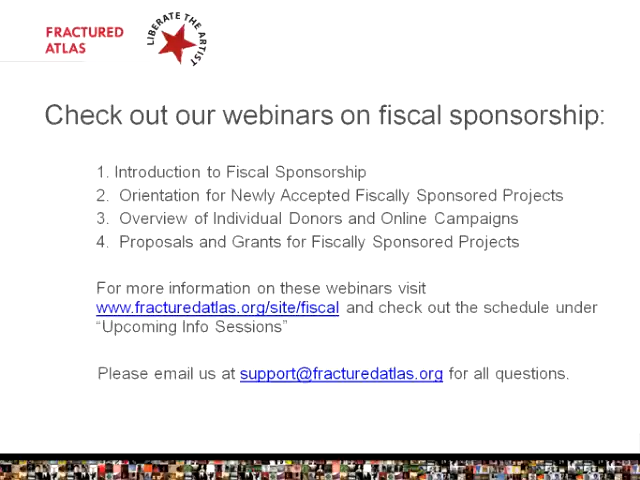 FRACTURED
ATLAS
LIBERATE THE ARTIST
Check out our webinars on fiscal sponsorship:
1. Introduction to Fiscal Sponsorship
2. Orientation for Newly Accepted Fiscally Sponsored Projects
3. Overview of Individual Donors and Online Campaigns
4. Proposals and Grants for Fiscally Sponsored Projects
For more information on these webinars visit
www.fracturedatlas.org/site/fiscal and check out the schedule under
“Upcoming Info Sessions”
Please email us at support@fracturedatlas.org for all questions.